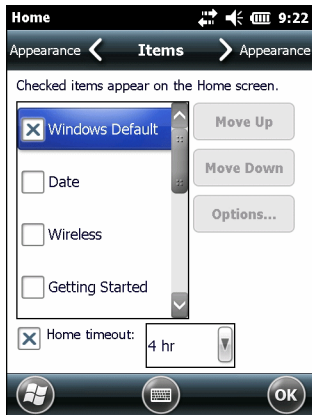 Home 9:22
Appearance Items Appearance
Checked items appear on the Home screen.
Windows Default
Date
Wireless
Getting Started
Move Up
Move Down
Options...
Home timeout: 4 hr
OK